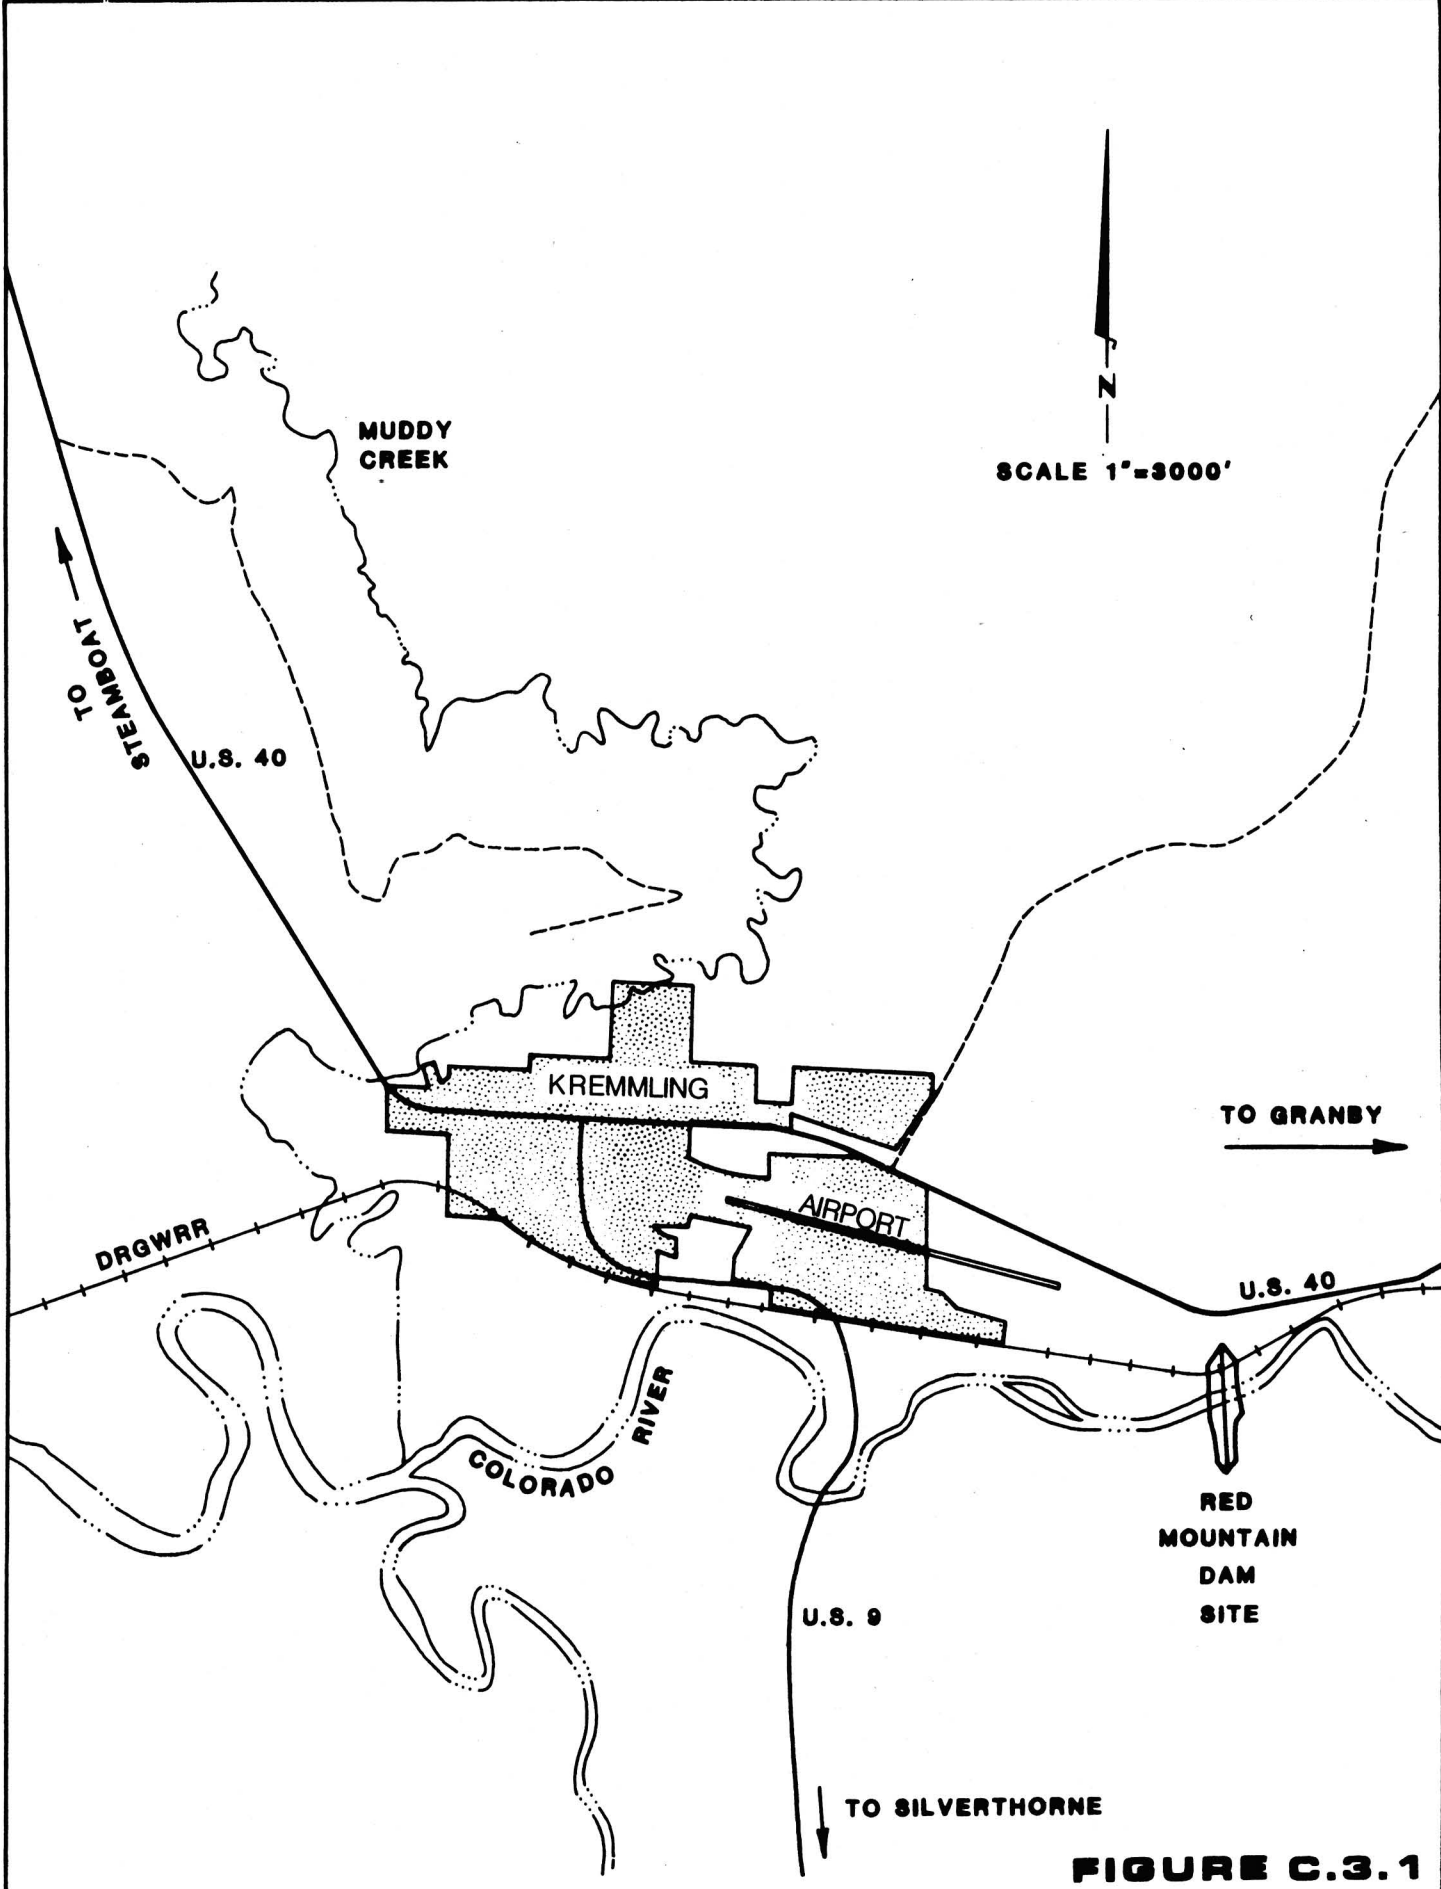 MUDDY
CREEK
N
SCALE 1"=3000'
TO
STEAMBOAT
U.S. 40
KREMMLING
TO GRANBY
AIRPORT
DRGWRR
U.S. 40
COLORADO
RIVER
RED
MOUNTAIN
DAM
SITE
U.S. 9
TO SILVERTHORNE
FIGURE C.3.1